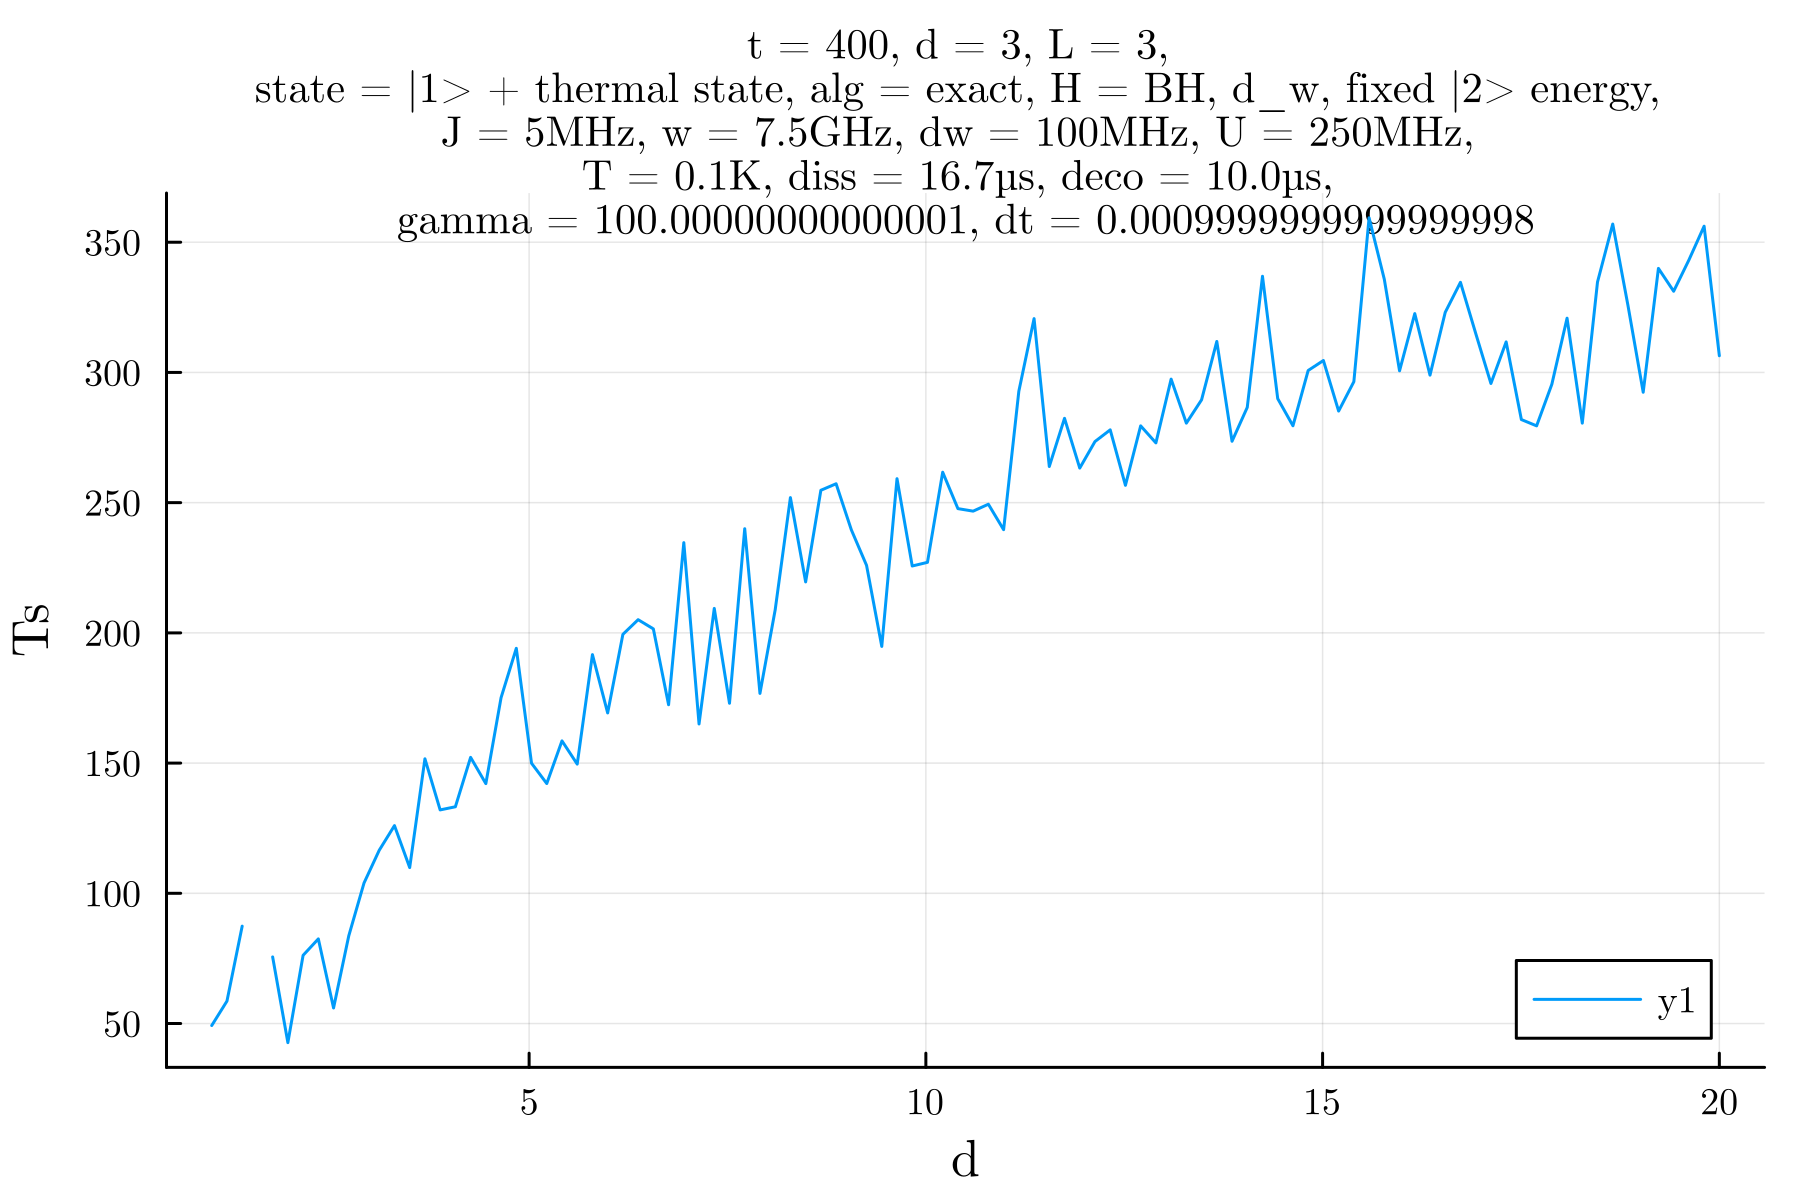 t = 400, d = 3, L = 3,
state = |1> + thermal state, alg = exact, H = BH, d_w, fixed |2> energy,
J = 5MHz, w = 7.5GHz, dw = 100MHz, U = 250MHz,
T = 0.1K, diss = 16.7µs, deco = 10.0µs,
gamma = 100.00000000000001, dt = 0.0009999999999999998
350
300
250
200
150
100
50
Ts
y1
5 10 15 20
d